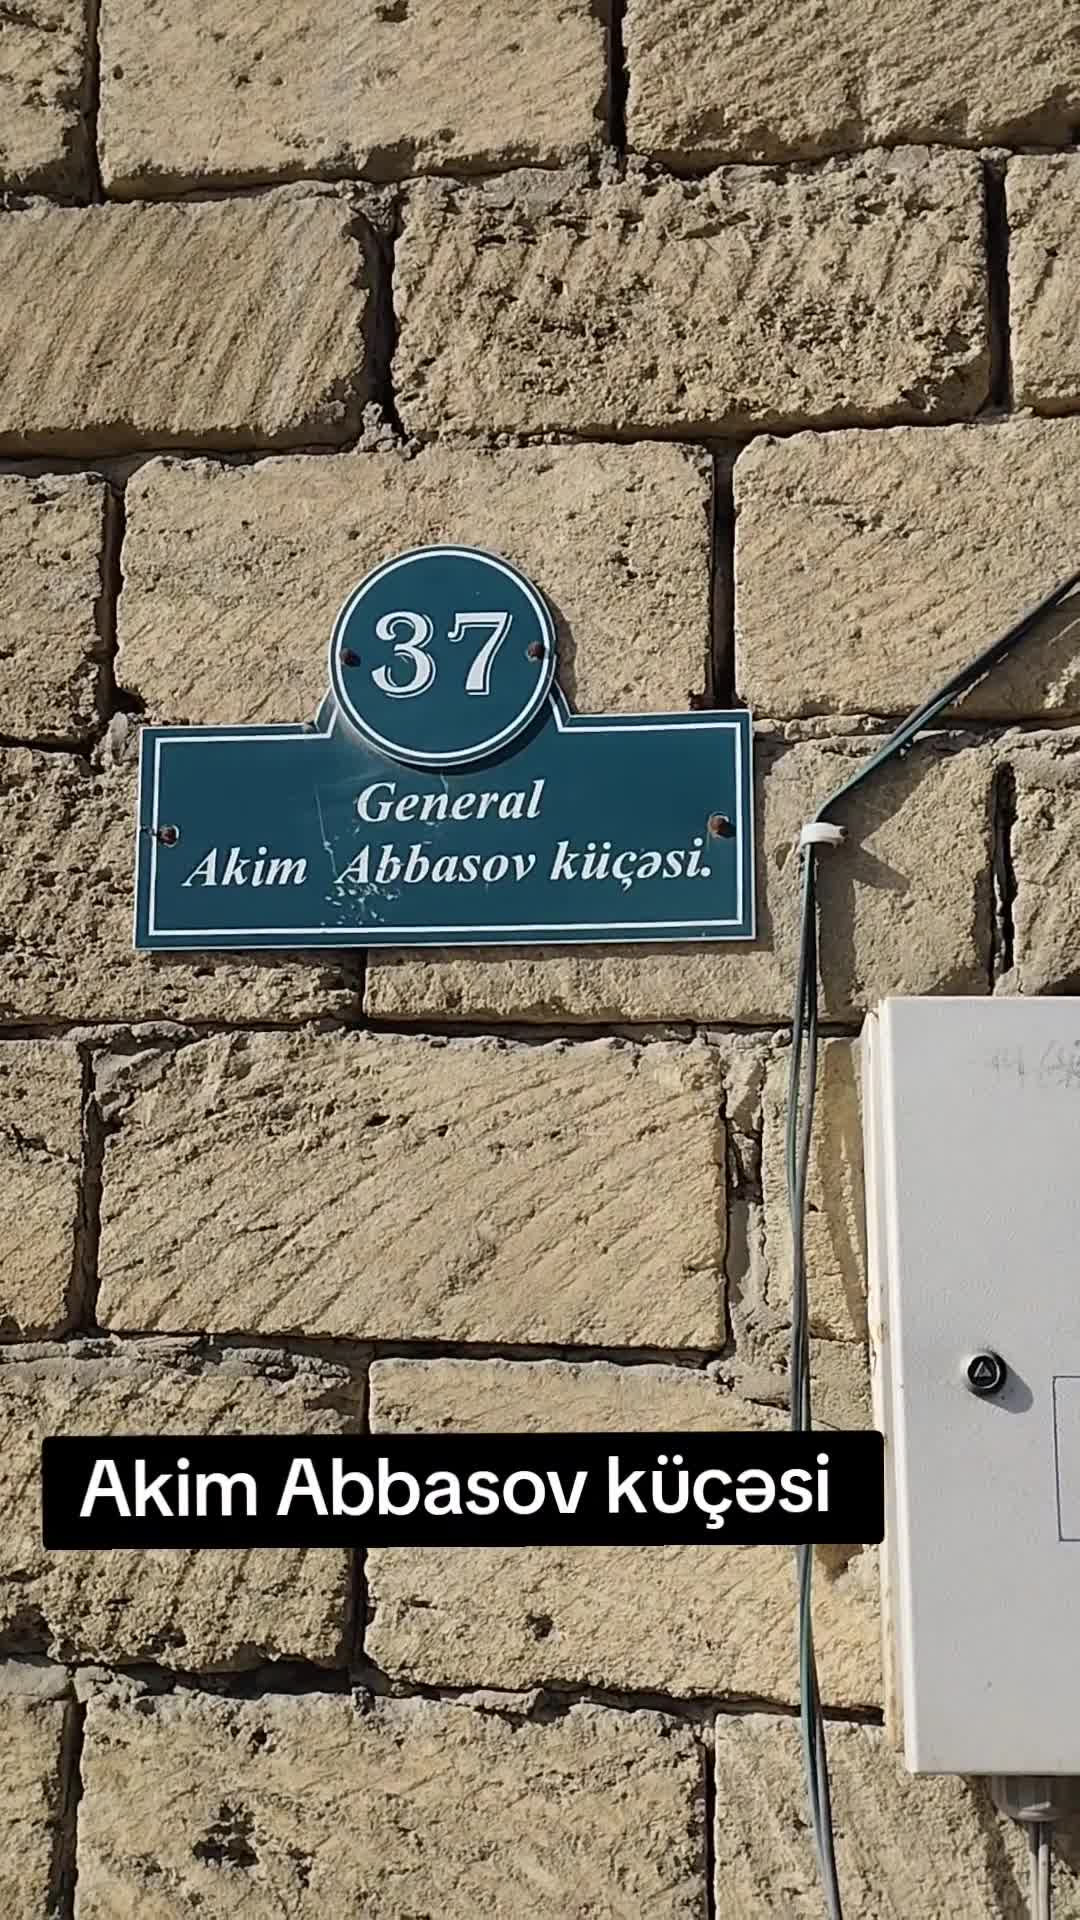 37
General
Akim Abbasov küçəsi.
Akim Abbasov küçəsi